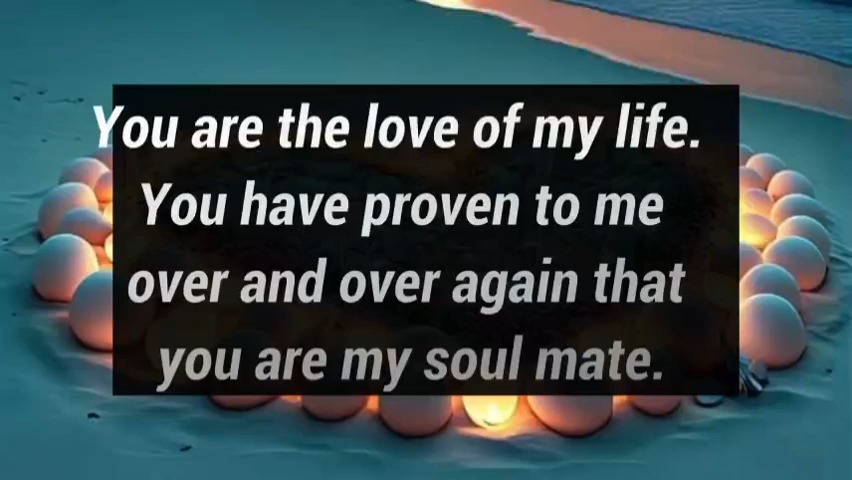 You are the love of my life.
You have proven to me
over and over again that
you are my soul mate.